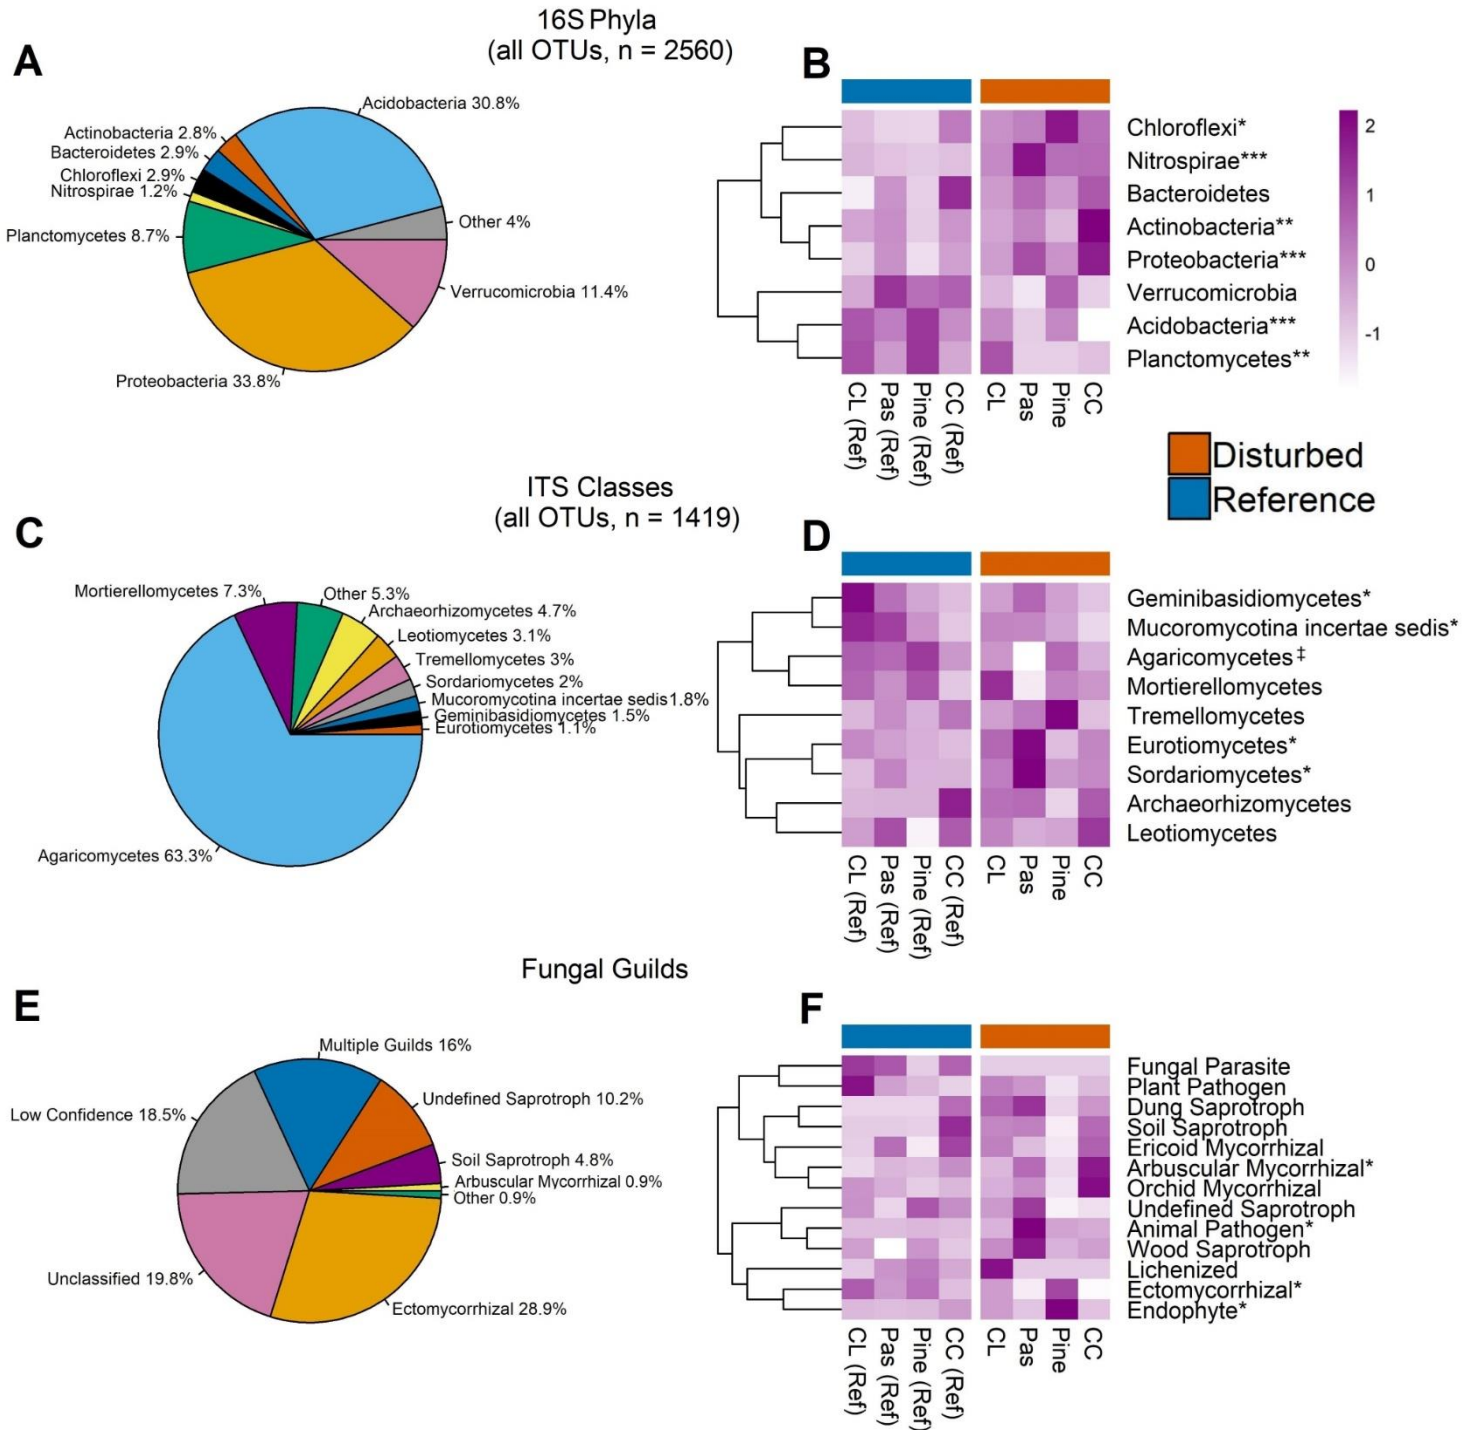 16S Phyla
(all OTUs, n = 2560)
A
Acidobacteria 30.8%
Actinobacteria 2.8%
Bacteroidetes 2.9%
Chloroflexi 2.9%
Nitrospirae 1.2%
Planctomycetes 8.7%
Other 4%
Verrucomicrobia 11.4%
Proteobacteria 33.8%
B
Chloroflexi*
Nitrospirae***
Bacteroidetes
Actinobacteria**
Proteobacteria***
Verrucomicrobia
Acidobacteria***
Planctomycetes**
2
1
0
-1
CL (Ref)
Pas (Ref)
Pine (Ref)
CC (Ref)
CL
Pas
Pine
CC
Disturbed
Reference
ITS Classes
(all OTUs, n = 1419)
C
Mortierellomycetes 7.3%
Other 5.3%
Archaeorhizomycetes 4.7%
Leotiomycetes 3.1%
Tremellomycetes 3%
Sordariomycetes 2%
Mucoromycotina incertae sedis1.8%
Geminibasidiomycetes 1.5%
Eurotiomycetes 1.1%
Agaricomycetes 63.3%
D
Geminibasidiomycetes*
Mucoromycotina incertae sedis*
Agaricomycetes‡
Mortierellomycetes
Tremellomycetes
Eurotiomycetes*
Sordariomycetes*
Archaeorhizomycetes
Leotiomycetes
CL (Ref)
Pas (Ref)
Pine (Ref)
CC (Ref)
CL
Pas
Pine
CC
Fungal Guilds
E
Multiple Guilds 16%
Undefined Saprotroph 10.2%
Low Confidence 18.5%
Soil Saprotroph 4.8%
Arbuscular Mycorrhizal 0.9%
Other 0.9%
Unclassified 19.8%
Ectomycorrhizal 28.9%
F
Fungal Parasite
Plant Pathogen
Dung Saprotroph
Soil Saprotroph
Ericoid Mycorrhizal
Arbuscular Mycorrhizal*
Orchid Mycorrhizal
Undefined Saprotroph
Animal Pathogen*
Wood Saprotroph
Lichenized
Ectomycorrhizal*
Endophyte*
CL (Ref)
Pas (Ref)
Pine (Ref)
CC (Ref)
CL
Pas
Pine
CC